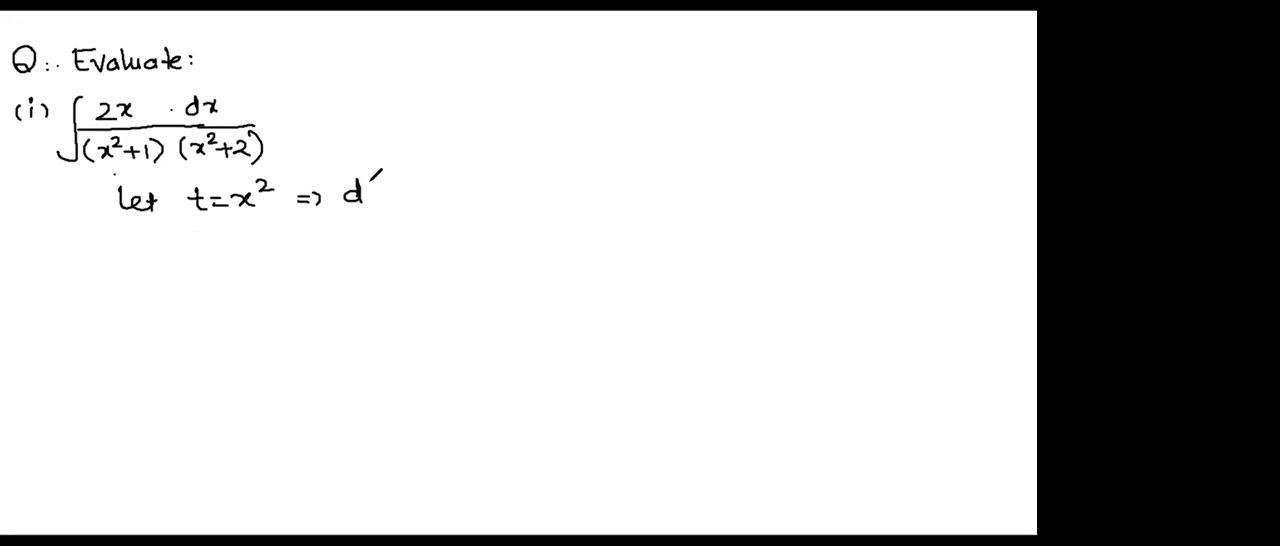 Q:. Evaluate:
(i) ∫ 2x . dx / (x²+1) (x²+2)
Let t=x² => d